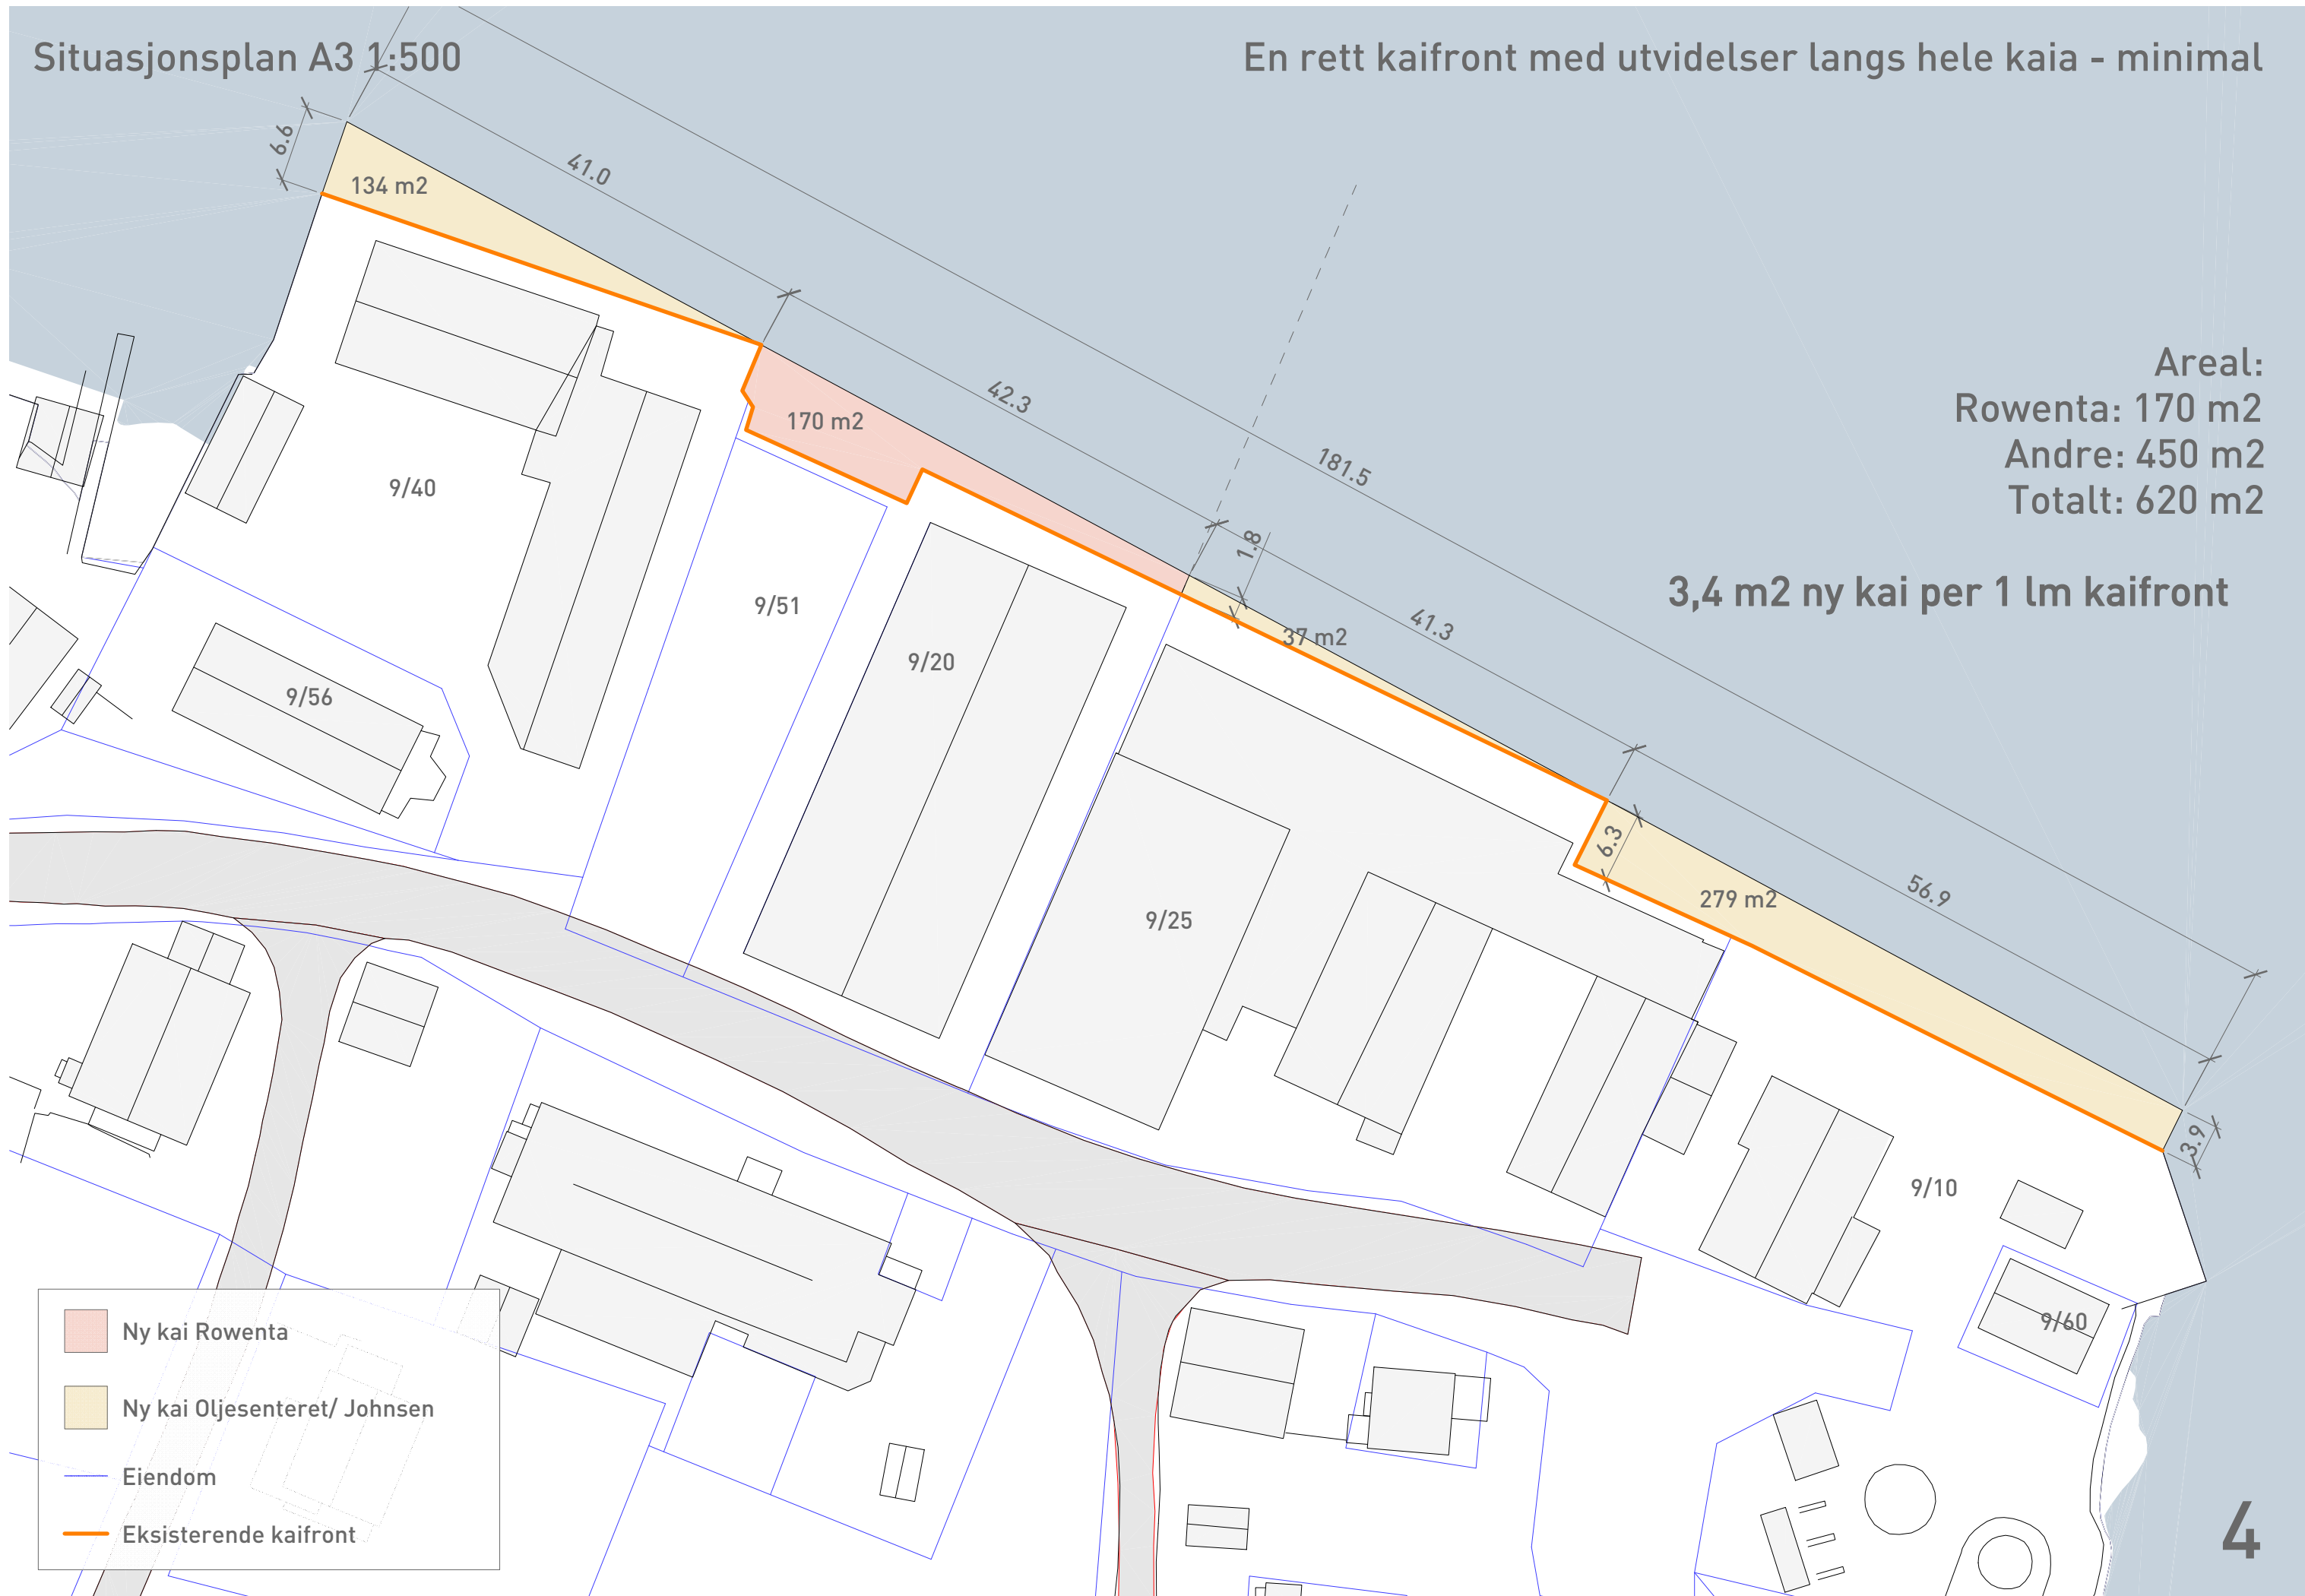 Situasjonsplan A3 1:500
En rett kaifront med utvidelser langs hele kaia - minimal
6.6
134 m2
41.0
42.3
181.5
170 m2
Areal:
Rowenta: 170 m2
Andre: 450 m2
Totalt: 620 m2
9/40
1.8
3,4 m2 ny kai per 1 lm kaifront
9/51
37 m2
41.3
9/20
9/56
6.3
279 m2
56.9
9/25
3.9
9/10
9/60
Ny kai Rowenta
Ny kai Oljesenteret/ Johnsen
Eiendom
Eksisterende kaifront
4